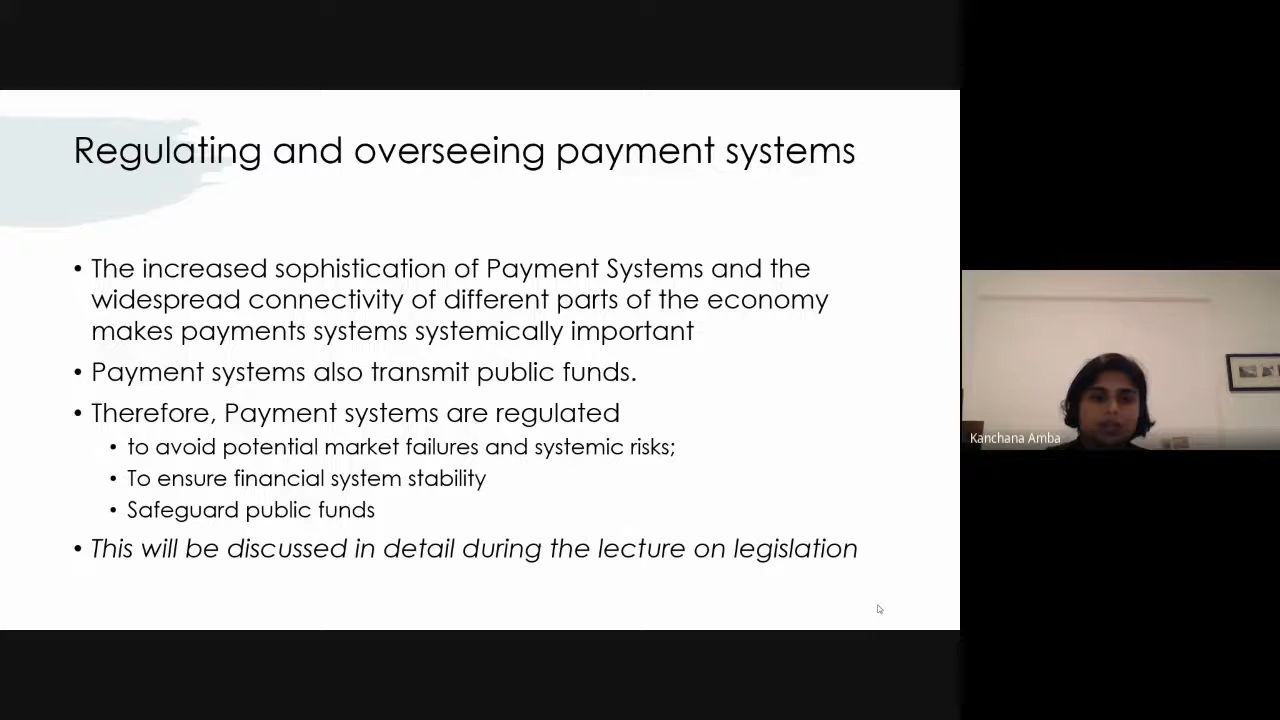 Regulating and overseeing payment systems
• The increased sophistication of Payment Systems and the
widespread connectivity of different parts of the economy
makes payments systems systemically important
• Payment systems also transmit public funds.
• Therefore, Payment systems are regulated
• to avoid potential market failures and systemic risks;
• To ensure financial system stability
• Safeguard public funds
• This will be discussed in detail during the lecture on legislation
Kanchana Amba